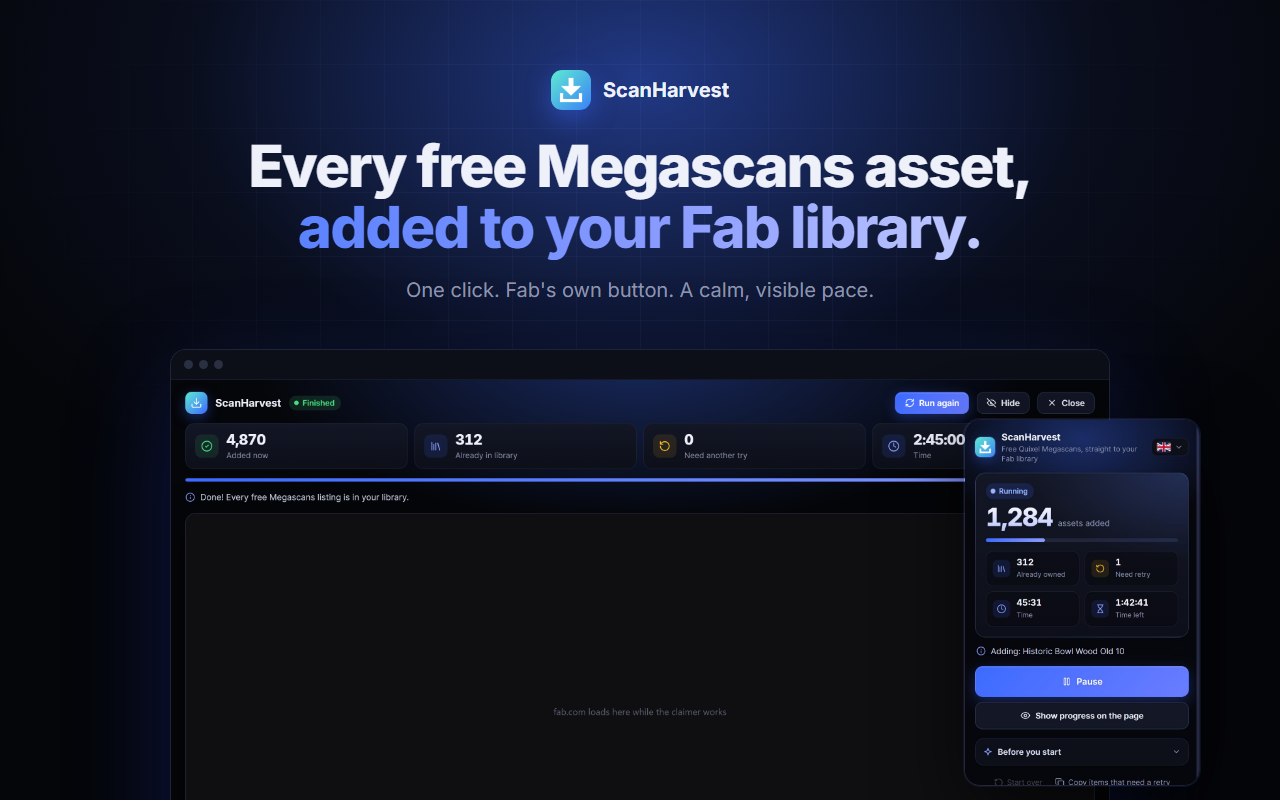 ScanHarvest
Every free Megascans asset,
added to your Fab library.
One click. Fab's own button. A calm, visible pace.
ScanHarvest
Finished
Run again
Hide
Close
4,870
Added now
312
Already in library
0
Need another try
2:45:00
Time
Done! Every free Megascans listing is in your library.
fab.com loads here while the claimer works
ScanHarvest
Free Quixel Megascans, straight to your
Fab library
Running
1,284 assets added
312
Already owned
1
Need retry
45:31
Time
1:42:41
Time left
Adding: Historic Bowl Wood Old 10
Pause
Show progress on the page
Before you start
Start over
Copy items that need a retry